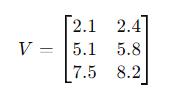 V = [2.1 2.4
5.1 5.8
7.5 8.2]